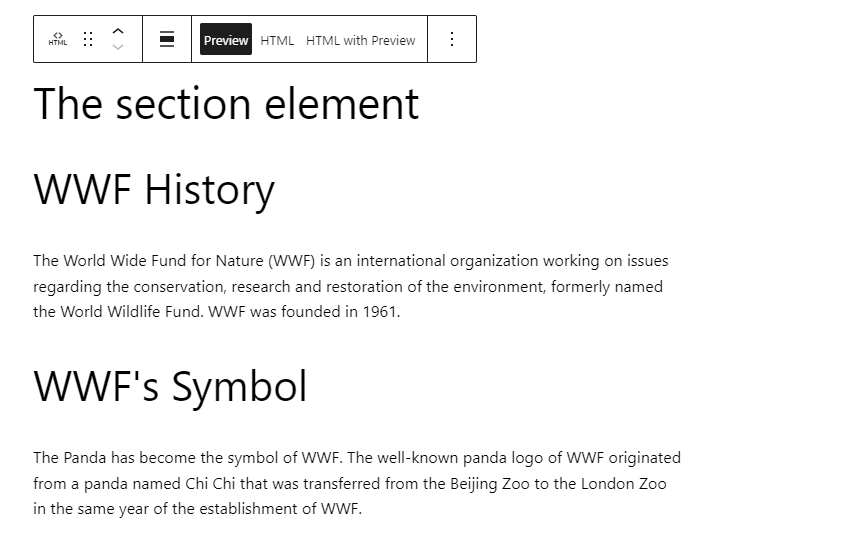 HTML Preview HTML HTML with Preview
The section element
WWF History
The World Wide Fund for Nature (WWF) is an international organization working on issues
regarding the conservation, research and restoration of the environment, formerly named
the World Wildlife Fund. WWF was founded in 1961.
WWF's Symbol
The Panda has become the symbol of WWF. The well-known panda logo of WWF originated
from a panda named Chi Chi that was transferred from the Beijing Zoo to the London Zoo
in the same year of the establishment of WWF.